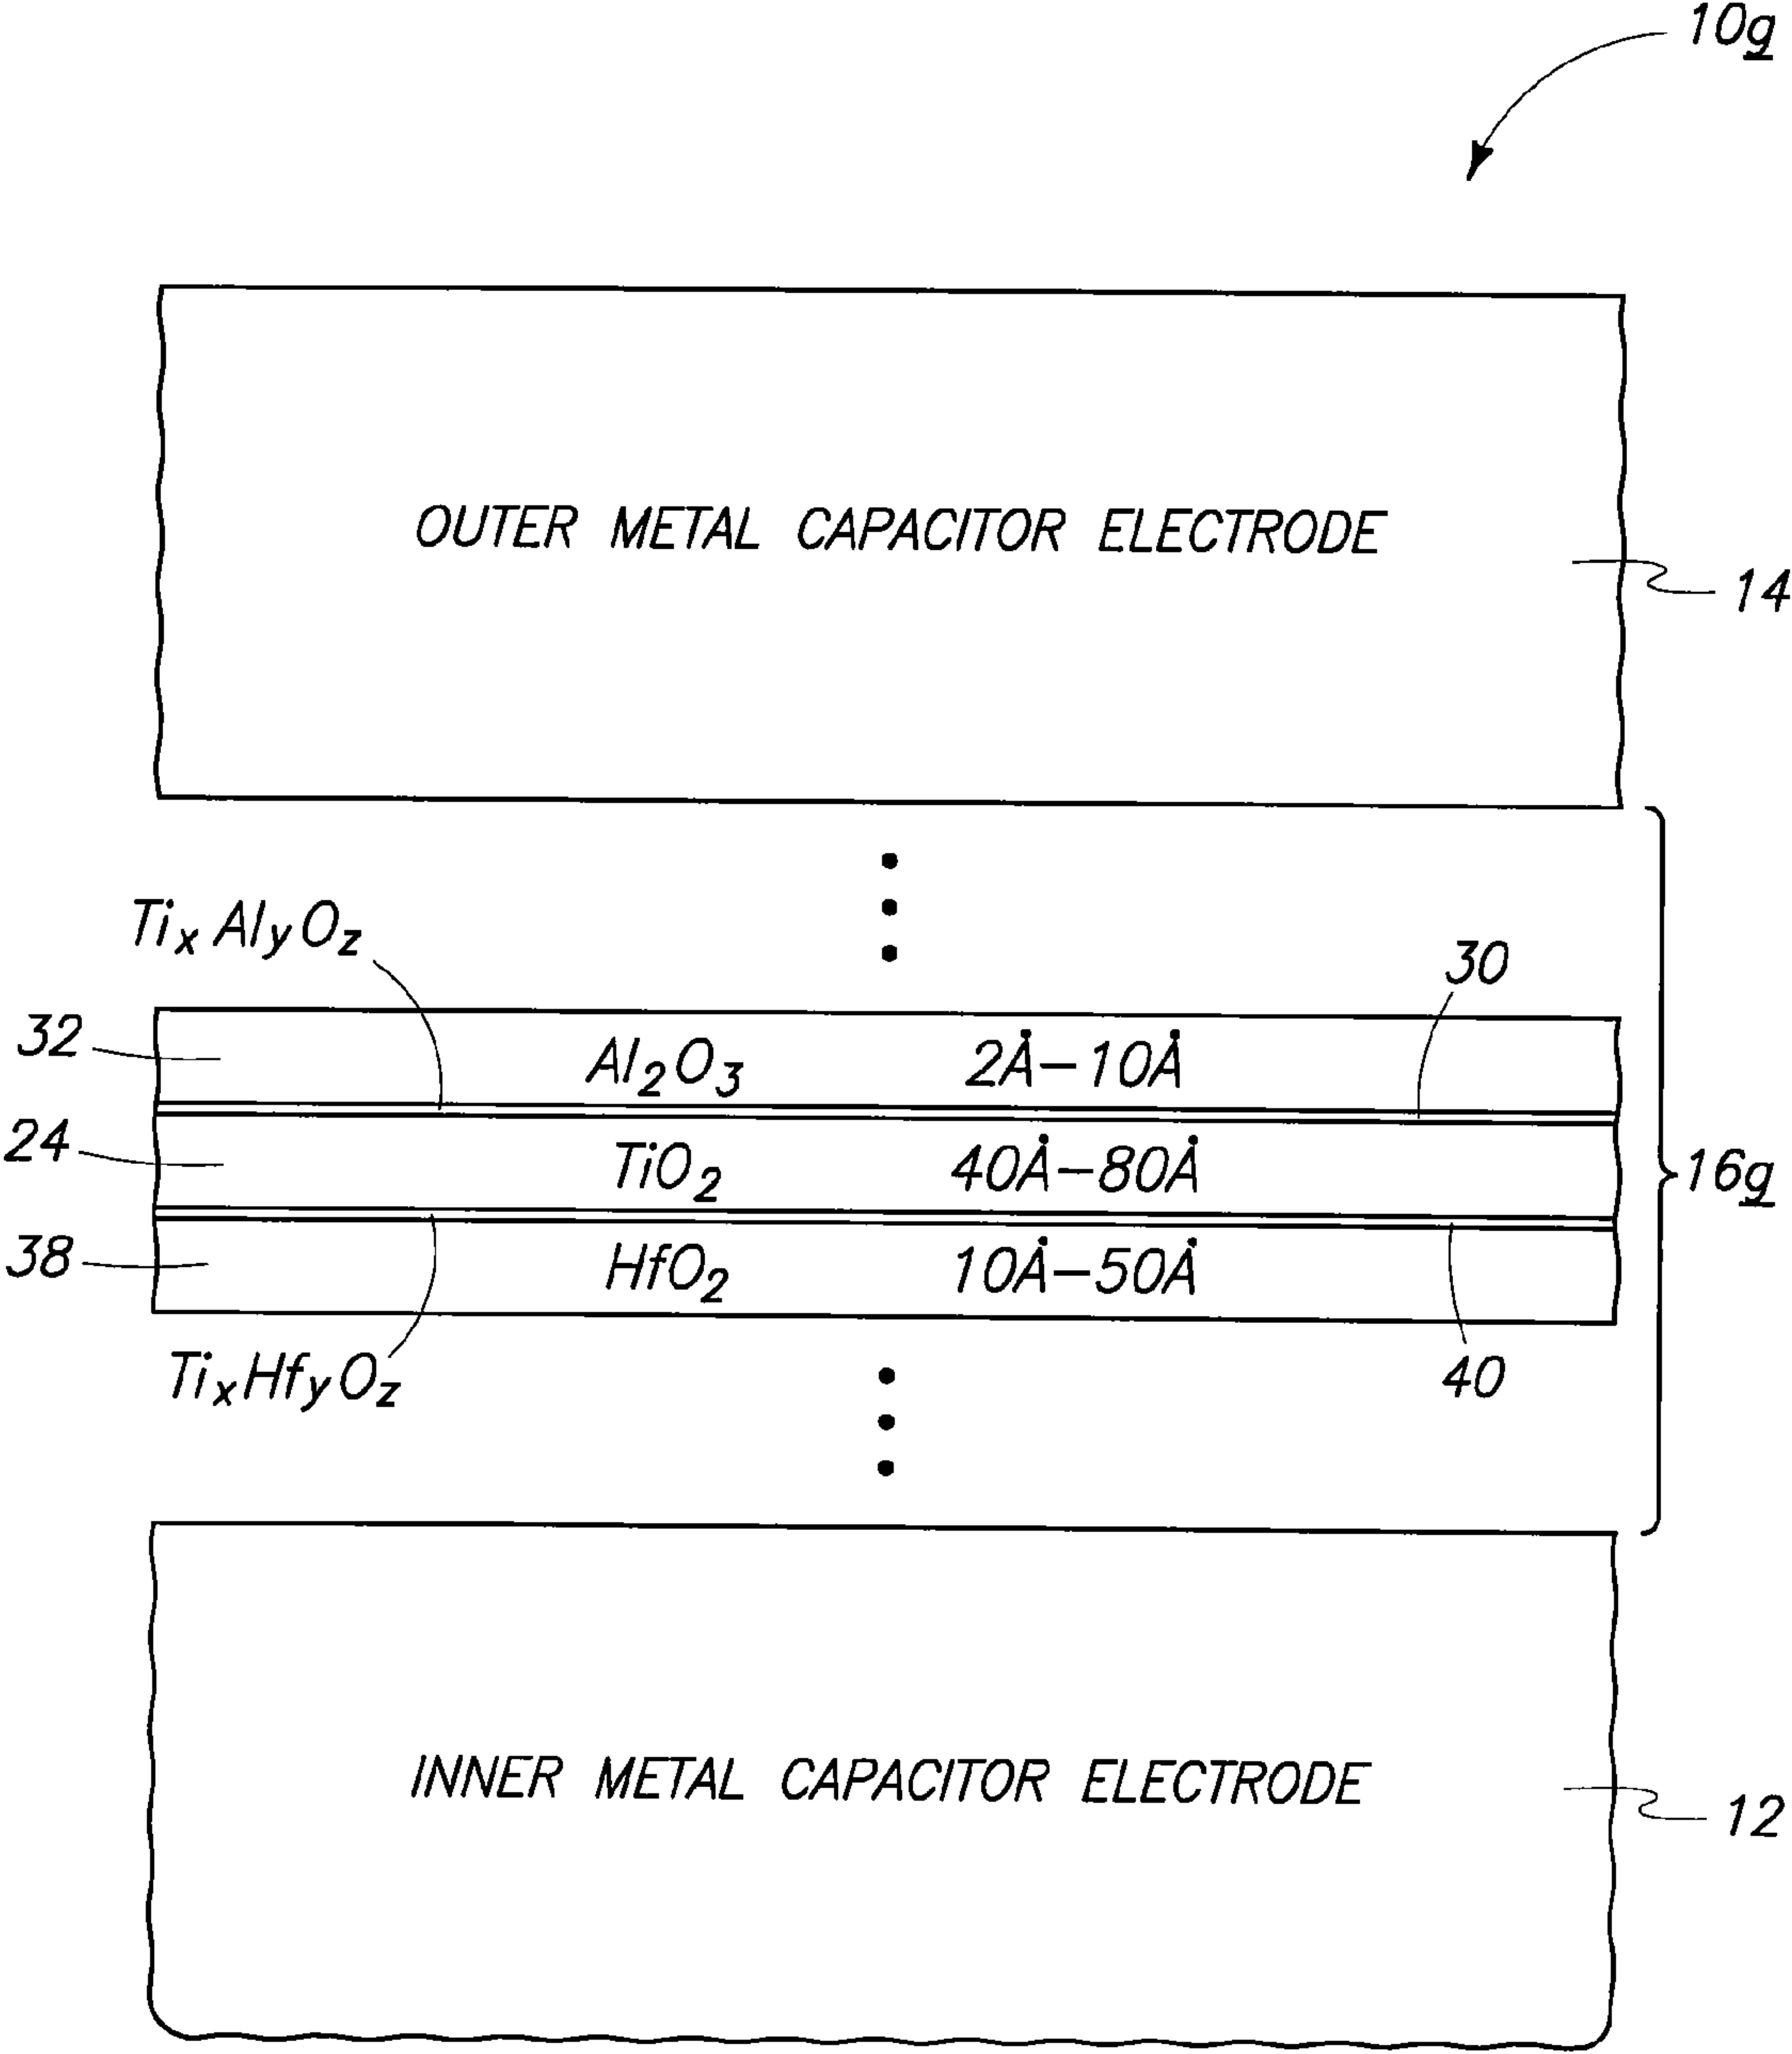 10g
OUTER METAL CAPACITOR ELECTRODE
14
TixAlyOz
30
32
Al2O3 2Å–10Å
24
TiO2 40Å–80Å
16g
38
HfO2 10Å–50Å
TixHfyOz
40
INNER METAL CAPACITOR ELECTRODE
12